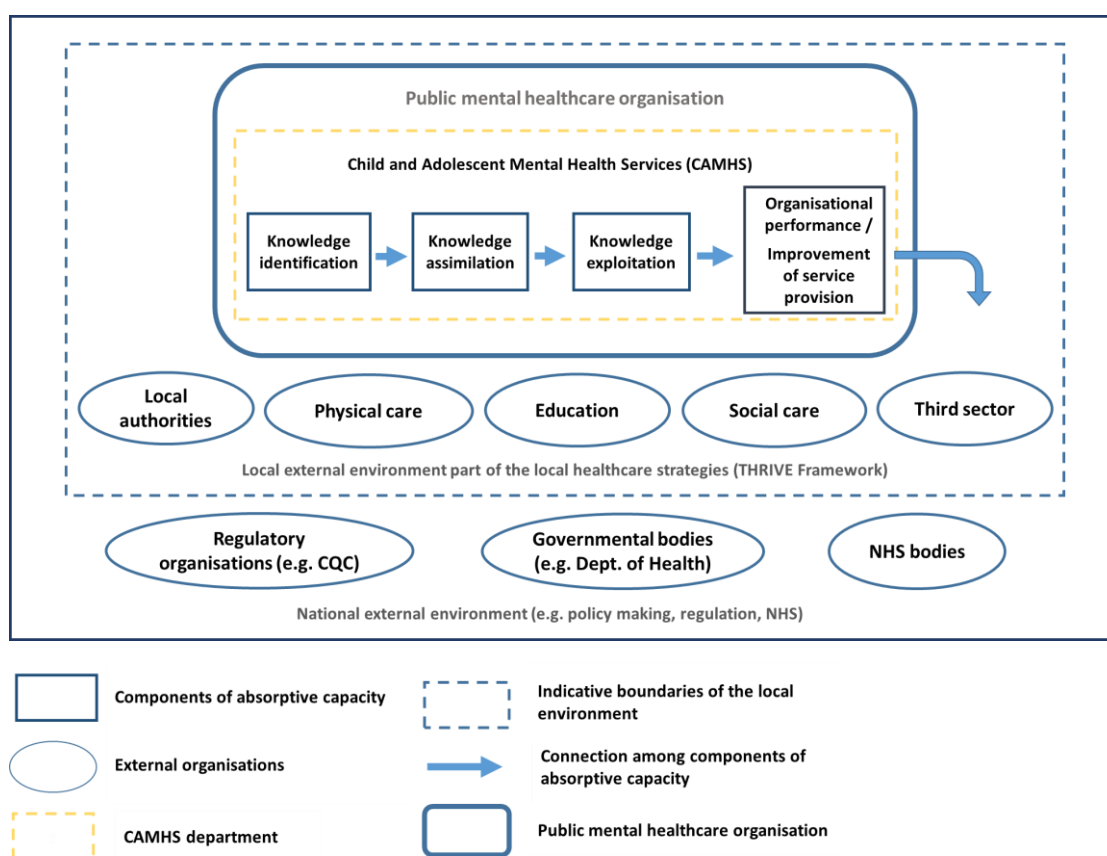 Public mental healthcare organisation
Child and Adolescent Mental Health Services (CAMHS)
Knowledge
identification
Knowledge
assimilation
Knowledge
exploitation
Organisational
performance /
Improvement
of service
provision
Local
authorities
Physical care
Education
Social care
Third sector
Local external environment part of the local healthcare strategies (THRIVE Framework)
Regulatory
organisations (e.g. CQC)
Governmental bodies
(e.g. Dept. of Health)
NHS bodies
National external environment (e.g. policy making, regulation, NHS)
Components of absorptive capacity
Indicative boundaries of the local
environment
External organisations
Connection among components of
absorptive capacity
CAMHS department
Public mental healthcare organisation